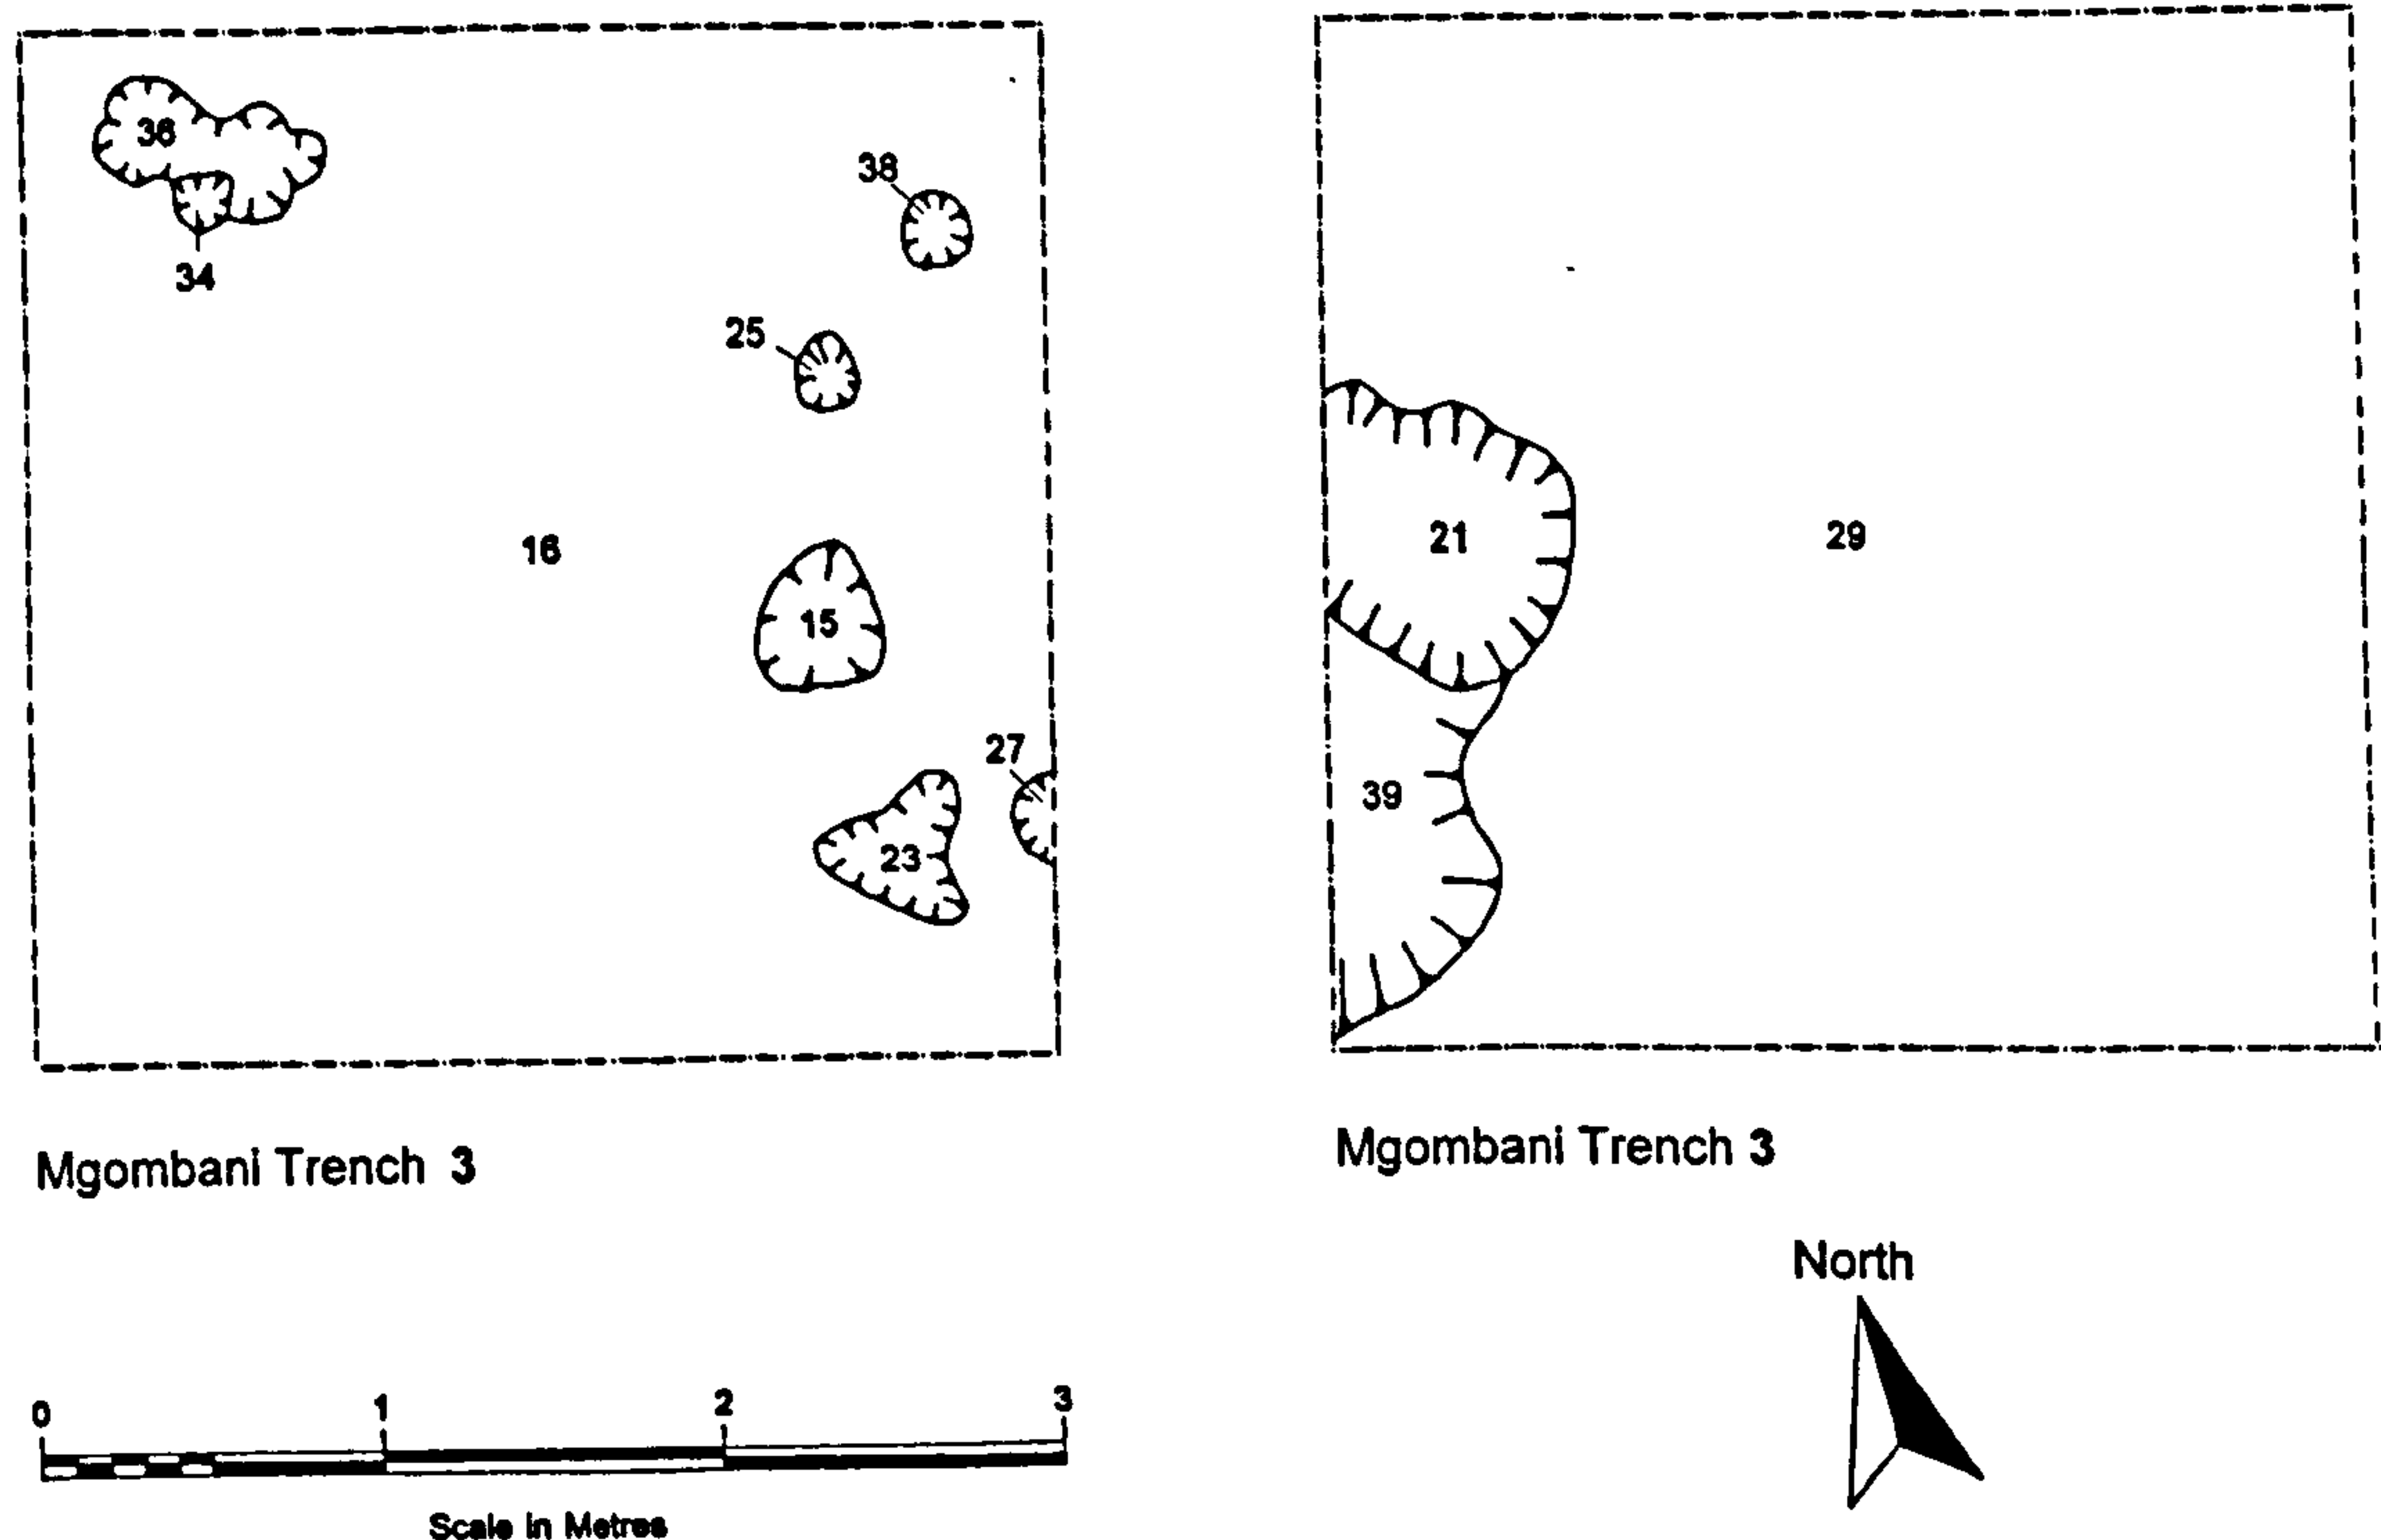 36
34
38
25
16
15
27
23
21
29
39
Mgombani Trench 3
Mgombani Trench 3
North
0 1 2 3
Scale in Metres